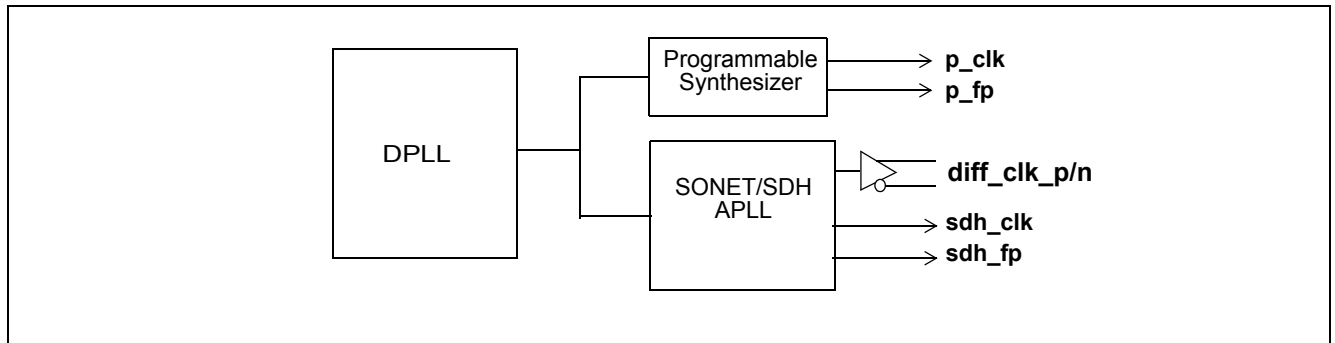 DPLL
Programmable
Synthesizer
p_clk
p_fp
SONET/SDH
APLL
diff_clk_p/n
sdh_clk
sdh_fp